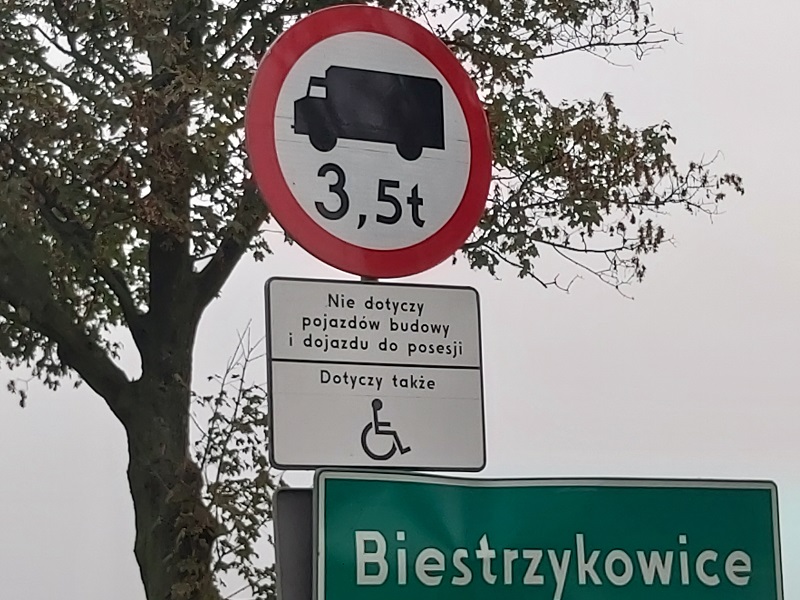 3,5t
Nie dotyczy
pojazdów budowy
i dojazdu do posesji
Dotyczy także
Biestrzykowice